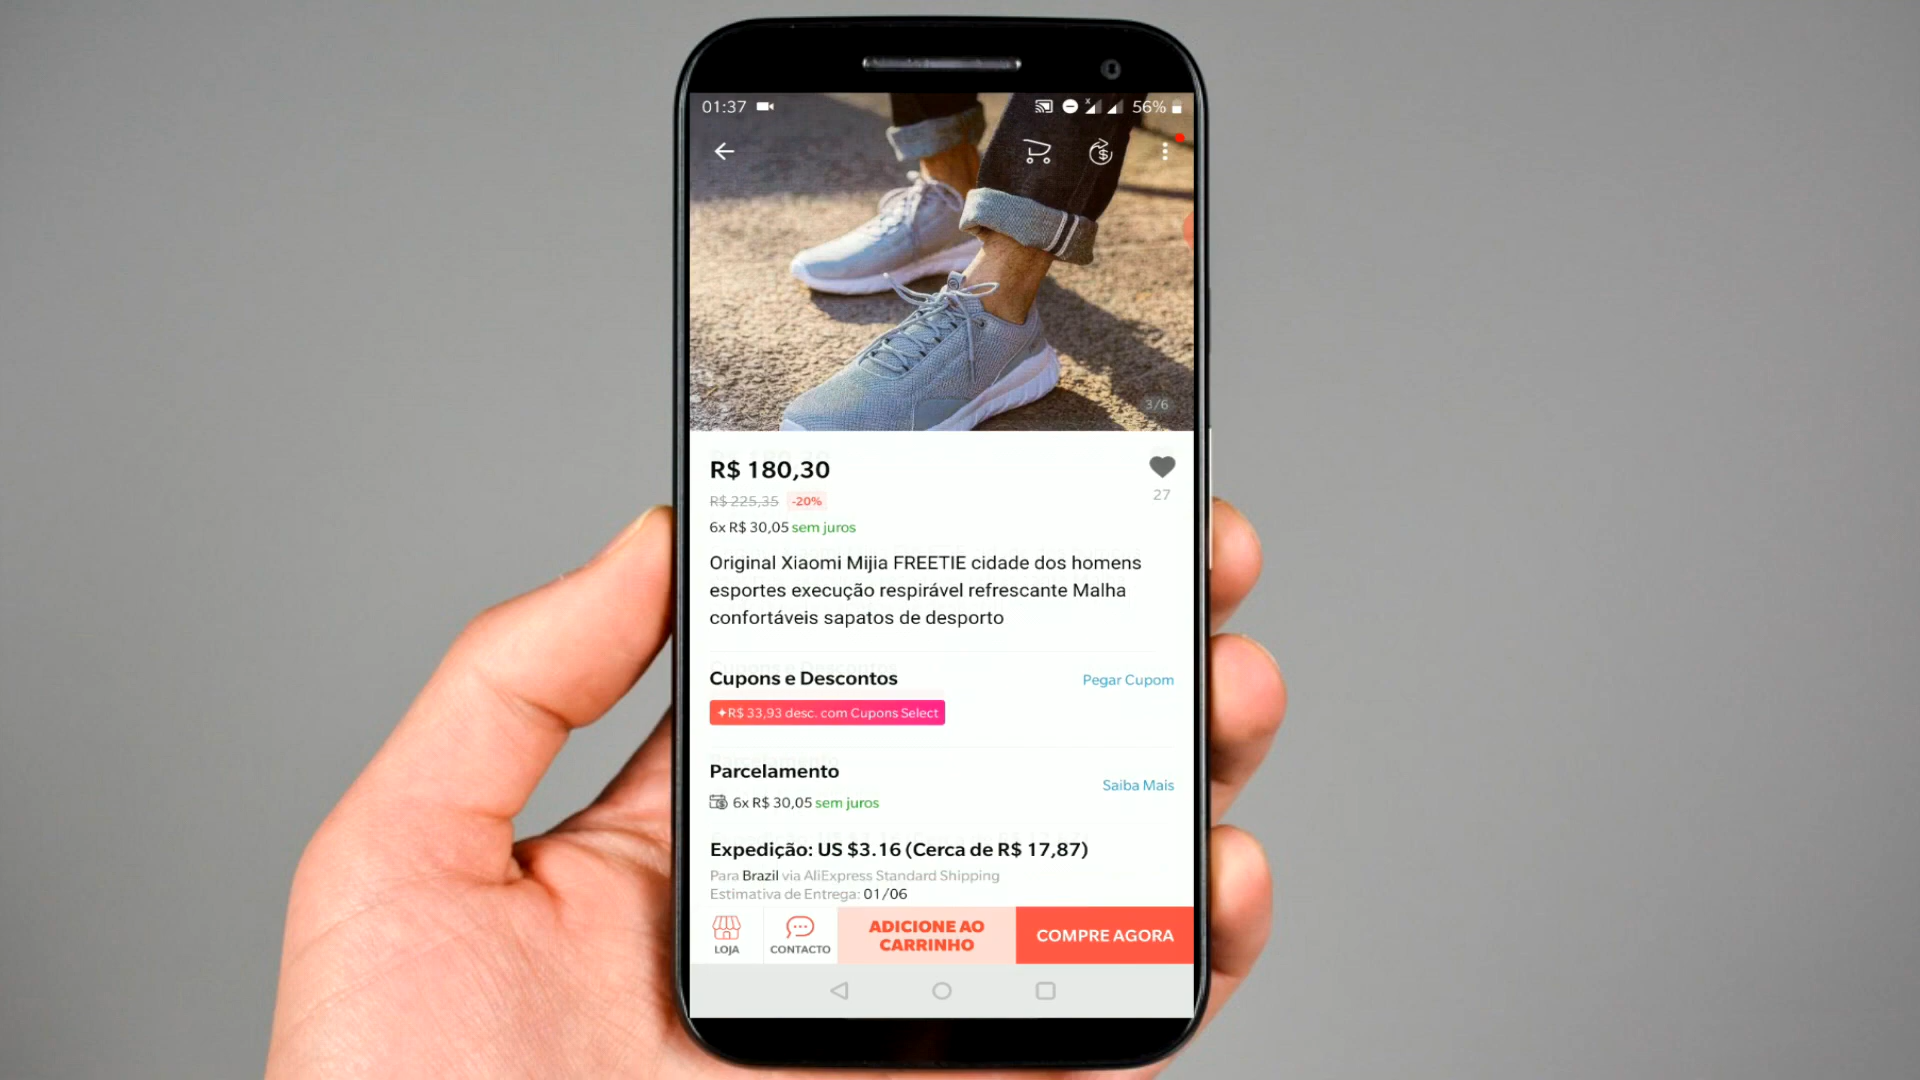 01:37
56%
3/6
R$ 180,30
R$ 225,35 -20%
27
6x R$ 30,05 sem juros
Original Xiaomi Mijia FREETIE cidade dos homens
esportes execução respirável refrescante Malha
confortáveis sapatos de desporto
Cupons e Descontos
Pegar Cupom
R$ 33,93 desc. com Cupons Select
Parcelamento
Saiba Mais
6x R$ 30,05 sem juros
Expedição: US $3.16 (Cerca de R$ 17,87)
Para Brazil via AliExpress Standard Shipping
Estimativa de Entrega: 01/06
LOJA
CONTACTO
ADICIONE AO
CARRINHO
COMPRE AGORA